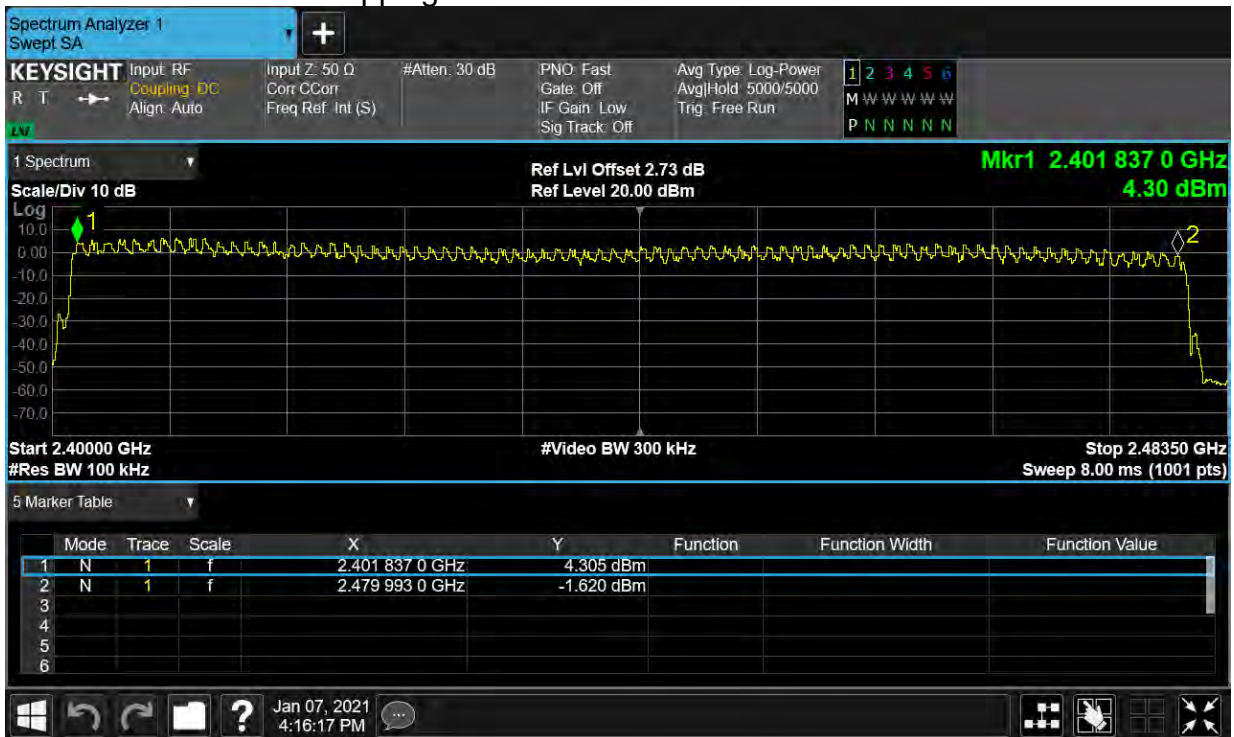 Spectrum Analyzer 1
Swept SA
+
KEYSIGHT Input: RF Input Z: 50 Ω #Atten: 30 dB PNO: Fast Avg Type: Log-Power 1 2 3 4 5 6
R T Coupling: DC Corr CCorr Gate: Off Avg|Hold: 5000/5000 M W W W W W
Align: Auto Freq Ref: Int (S) IF Gain: Low Trig: Free Run
Sig Track: Off P N N N N N
1 Spectrum
Ref Lvl Offset 2.73 dB Mkr1 2.401 837 0 GHz
Scale/Div 10 dB Ref Level 20.00 dBm 4.30 dBm
Log
1
10.0
2
0.00
-10.0
-20.0
-30.0
-40.0
-50.0
-60.0
-70.0
Start 2.40000 GHz #Video BW 300 kHz Stop 2.48350 GHz
#Res BW 100 kHz Sweep 8.00 ms (1001 pts)
5 Marker Table
Mode Trace Scale X Y Function Function Width Function Value
1 N 1 f 2.401 837 0 GHz 4.305 dBm
2 N 1 f 2.479 993 0 GHz -1.620 dBm
3
4
5
6
? Jan 07, 2021
4:16:17 PM